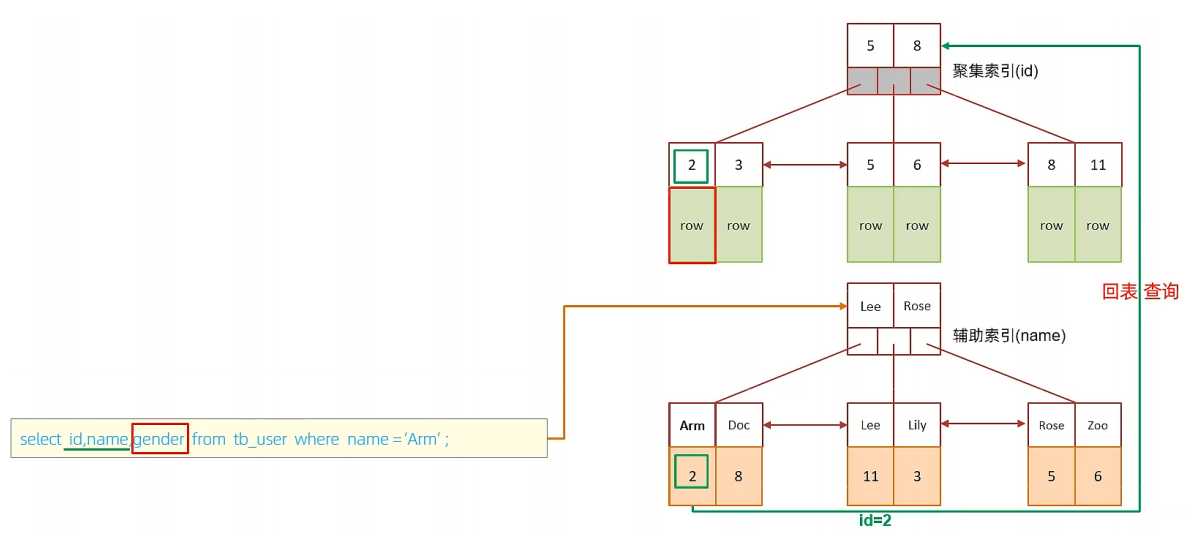 5 8
聚集索引(id)
2 3 5 6 8 11
row row row row row row
回表 查询
Lee Rose
辅助索引(name)
select id,name,gender from tb_user where name = 'Arm' ;
Arm Doc Lee Lily Rose Zoo
2 8 11 3 5 6
id=2